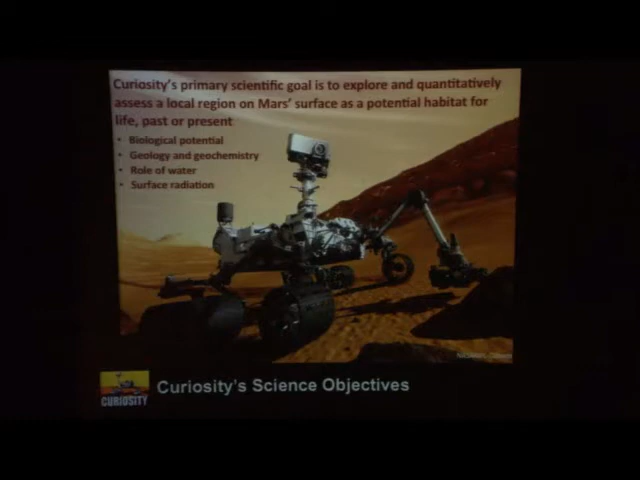 Curiosity's primary scientific goal is to explore and quantitatively
assess a local region on Mars' surface as a potential habitat for
life, past or present
• Biological potential
• Geology and geochemistry
• Role of water
• Surface radiation
CURIOSITY
Curiosity's Science Objectives